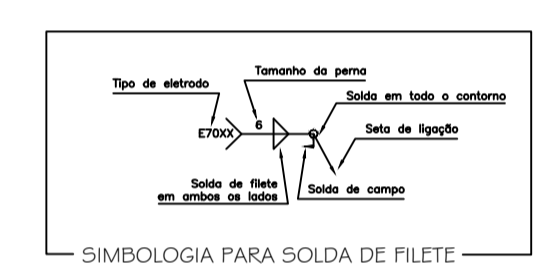 Tamanho da perna
Tipo de eletrodo
Solda em todo o contorno
6
E70XX
Seta de ligação
Solda de filete
em ambos os lados
Solda de campo
SIMBOLOGIA PARA SOLDA DE FILETE